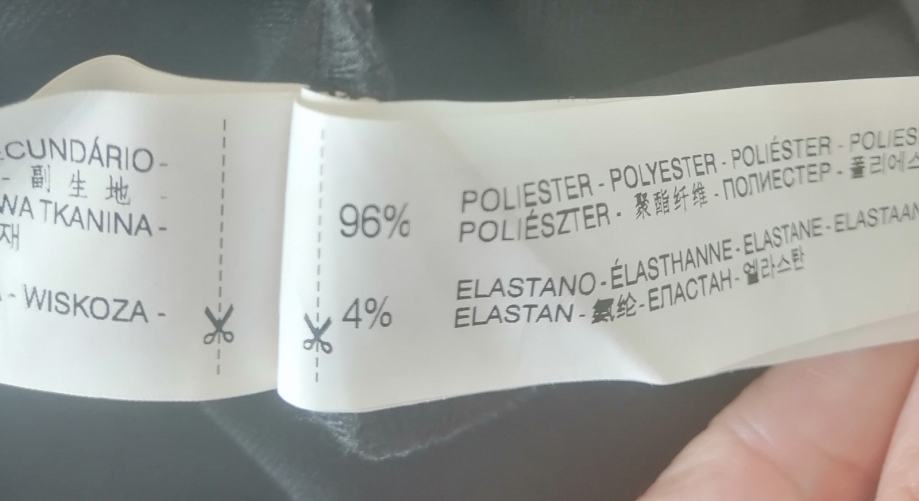 CUNDÁRIO -
- 副 生 地 -
WA TKANINA -
재
- WISKOZA -
96% POLIESTER - POLYESTER - POLIÉSTER - POLIES
POLIÉSZTER - 聚酯纤维 - ПОЛИЕСТЕР - 폴리에스
4% ELASTANO - ÉLASTHANNE - ELASTANE - ELASTAAN
ELASTAN - 氨纶 - ЕЛАСТАН - 엘라스탄